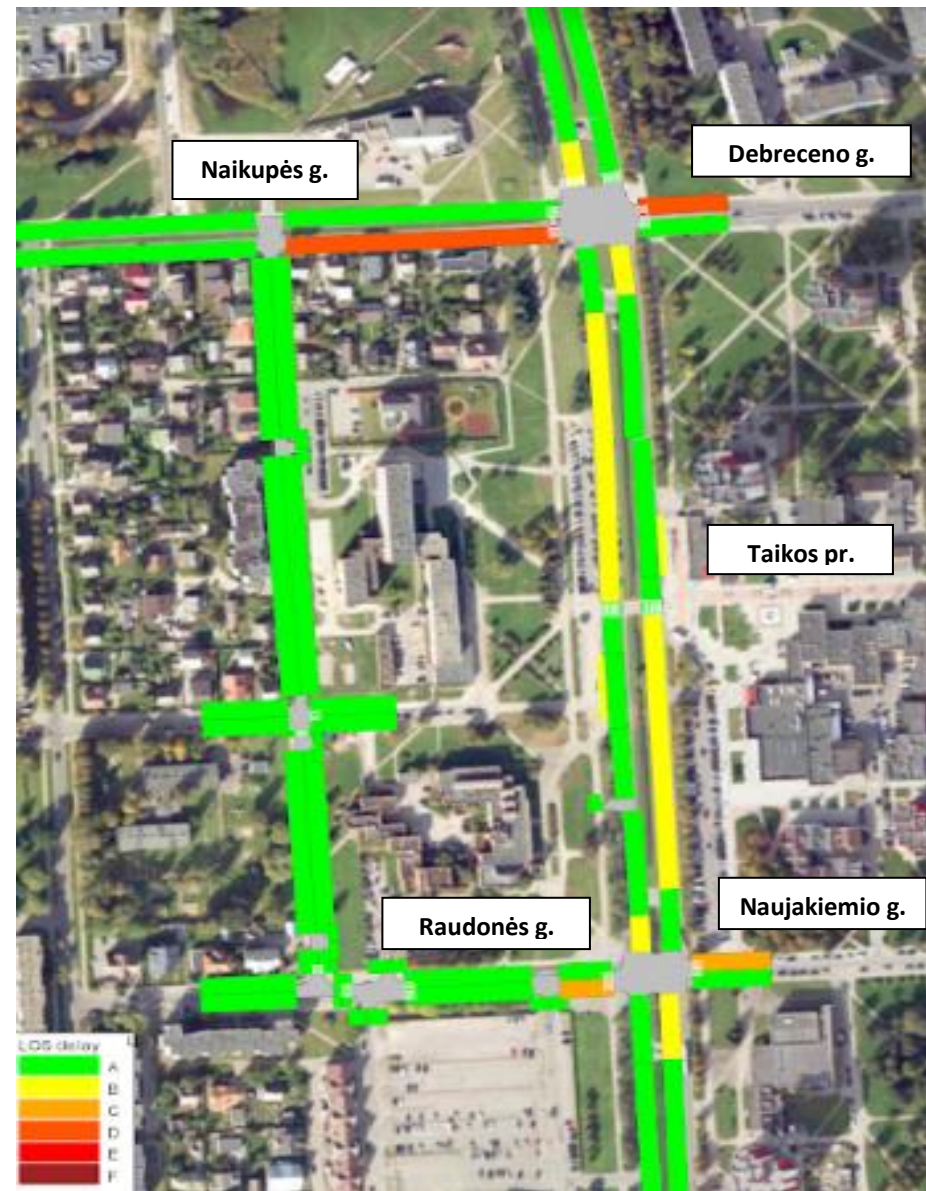 Debreceno g.
Naikupės g.
Taikos pr.
Naujakiemio g.
Raudonės g.
LOS delay
A
B
C
D
E
F